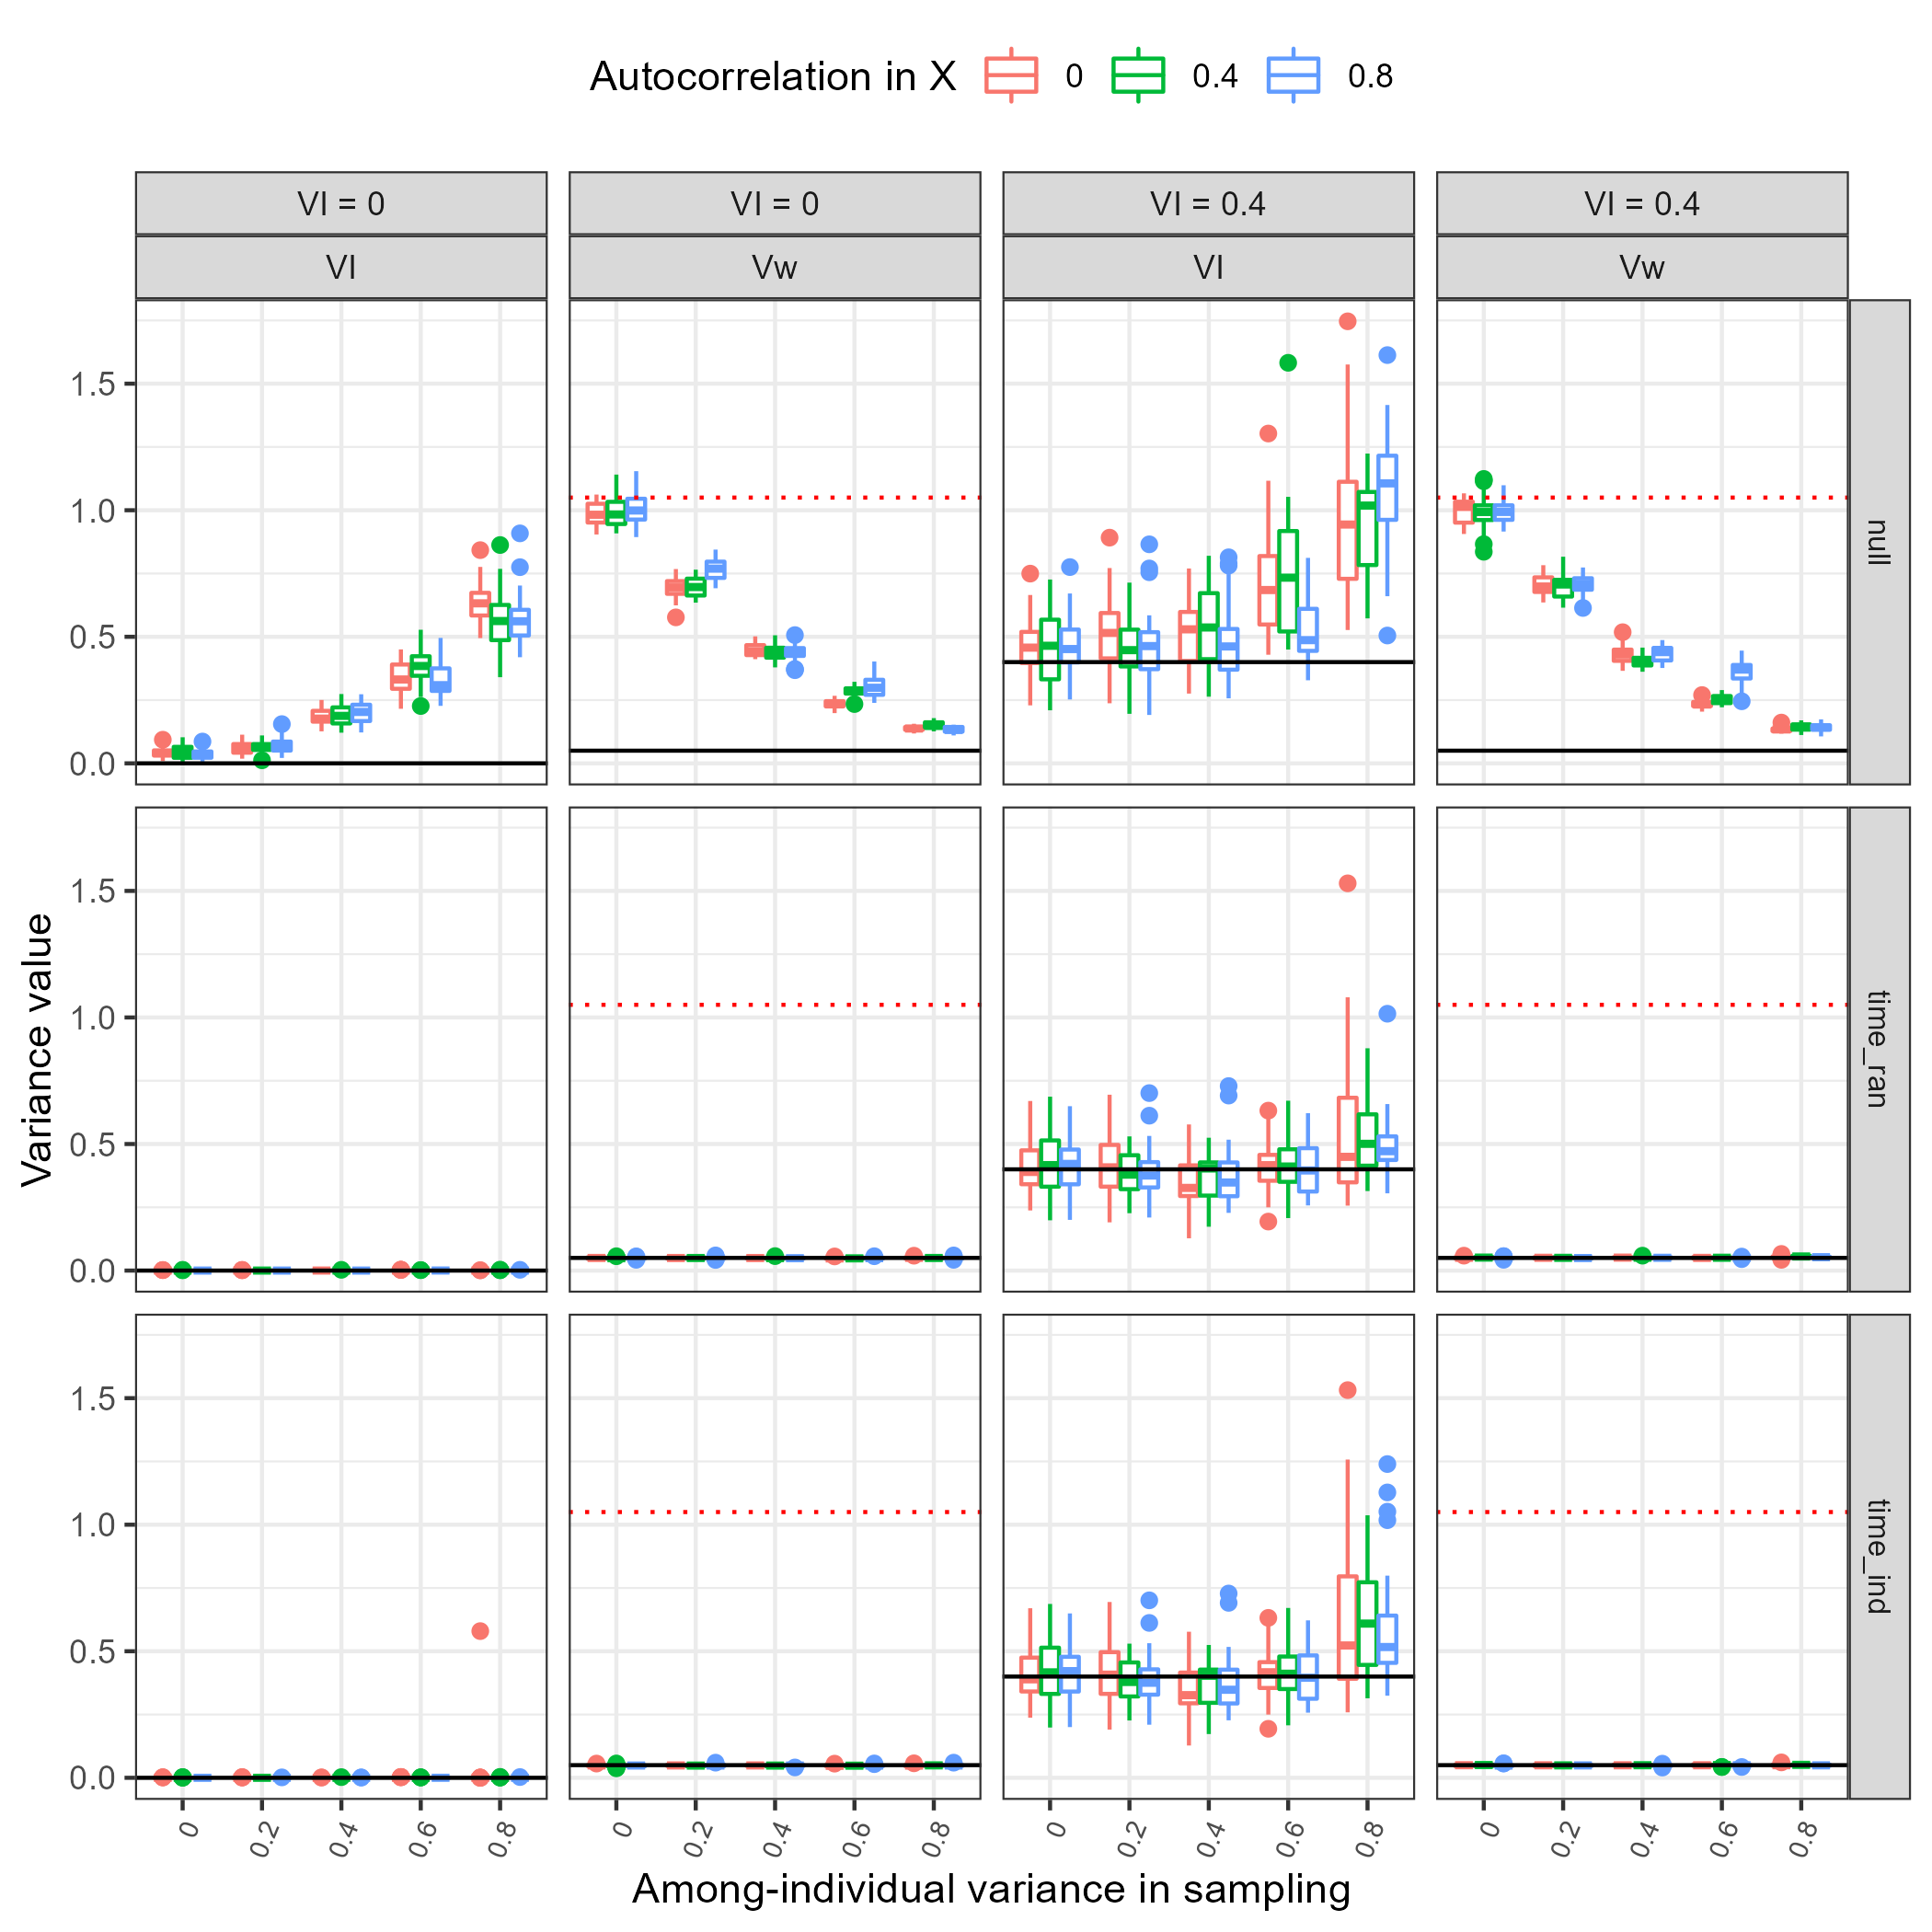 Autocorrelation in X 0 0.4 0.8
VI = 0 VI = 0 VI = 0.4 VI = 0.4
VI Vw VI Vw
1.5
1.0
0.5
0.0
null
1.5
1.0
0.5
0.0
time_ran
1.5
1.0
0.5
0.0
time_ind
Variance value
0 0.2 0.4 0.6 0.8 0 0.2 0.4 0.6 0.8 0 0.2 0.4 0.6 0.8 0 0.2 0.4 0.6 0.8
Among-individual variance in sampling